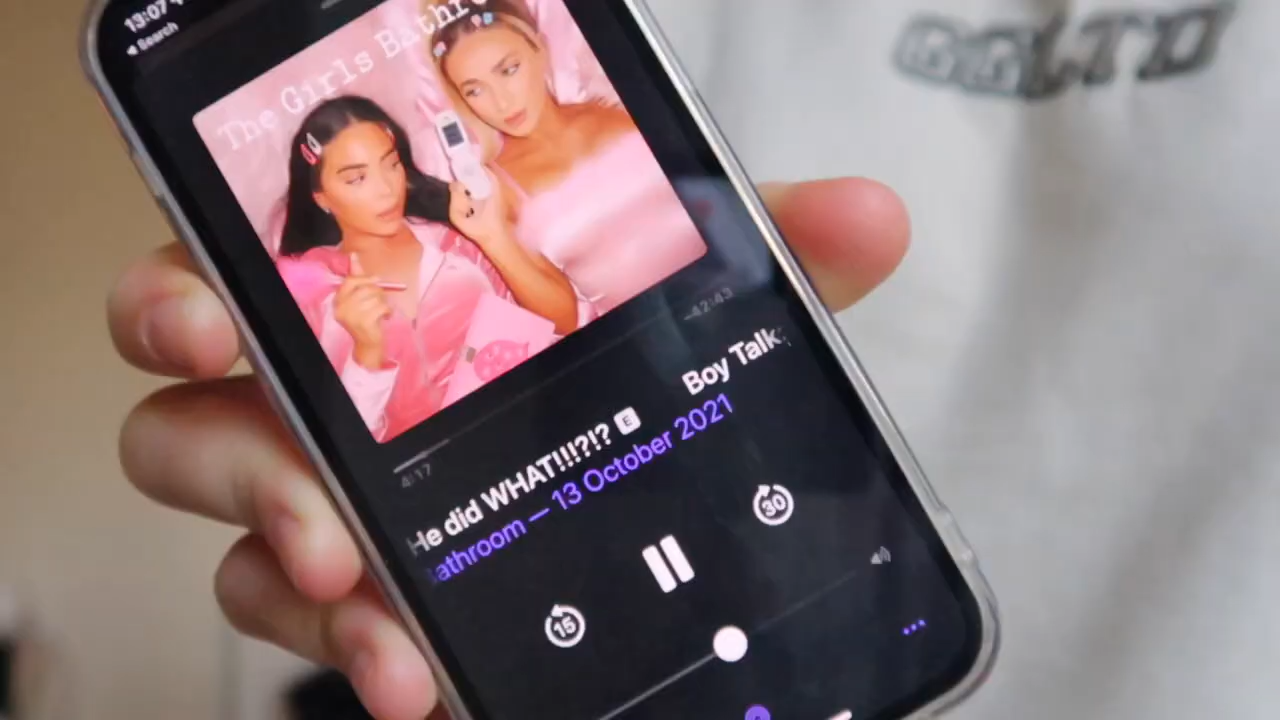 13:07
Search
The Girls Bathro
-42:43
4:17
He did WHAT!!!?!? E Boy Talk:
athroom — 13 October 2021
15
30